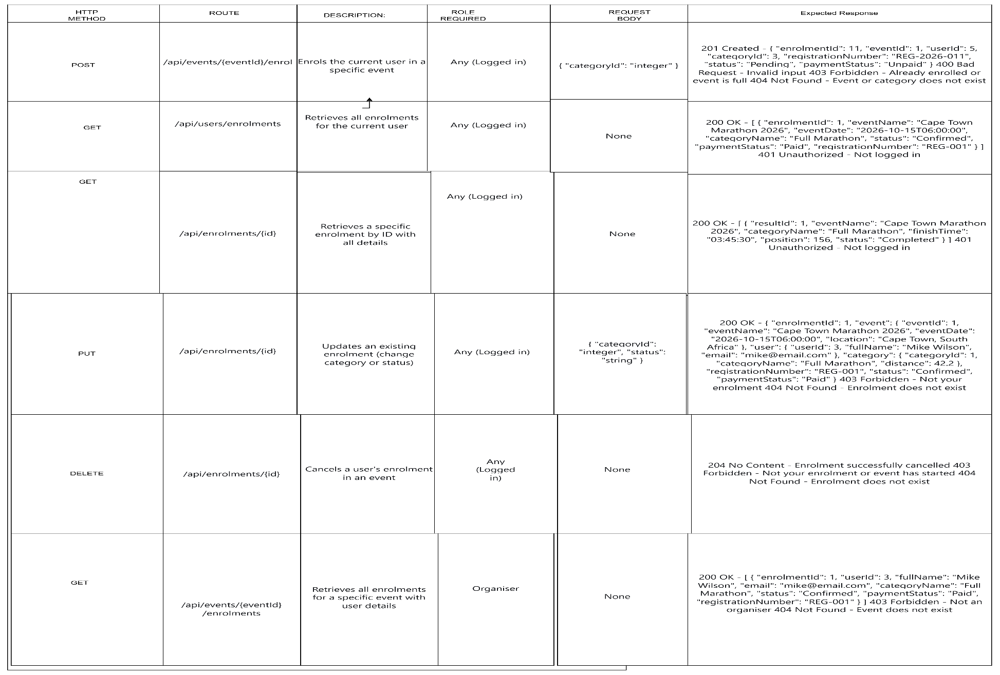 HTTP
METHOD
ROUTE
DESCRIPTION:
ROLE
REQUIRED
REQUEST
BODY
Expected Response
POST
/api/events/{eventId}/enrol
Enrols the current user in a
specific event
Any (Logged in)
{ "categoryId": "integer" }
201 Created - { "enrolmentId": 11, "eventId": 1, "userId": 5,
"categoryId": 3, "registrationNumber": "REG-2026-011",
"status": "Pending", "paymentStatus": "Unpaid" } 400 Bad
Request - Invalid input 403 Forbidden - Already enrolled or
event is full 404 Not Found - Event or category does not exist
GET
/api/users/enrolments
Retrieves all enrolments
for the current user
Any (Logged in)
None
200 OK - [ { "enrolmentId": 1, "eventName": "Cape Town
Marathon 2026", "eventDate": "2026-10-15T06:00:00",
"categoryName": "Full Marathon", "status": "Confirmed",
"paymentStatus": "Paid", "registrationNumber": "REG-001" } ]
401 Unauthorized - Not logged in
GET
/api/enrolments/{id}
Retrieves a specific
enrolment by ID with
all details
Any (Logged in)
None
200 OK - [ { "resultId": 1, "eventName": "Cape Town Marathon
2026", "categoryName": "Full Marathon", "finishTime":
"03:45:30", "position": 156, "status": "Completed" } ] 401
Unauthorized - Not logged in
PUT
/api/enrolments/{id}
Updates an existing
enrolment (change
category or status)
Any (Logged in)
{ "categoryId":
"integer", "status":
"string" }
200 OK - { "enrolmentId": 1, "event": { "eventId": 1,
"eventName": "Cape Town Marathon 2026", "eventDate":
"2026-10-15T06:00:00", "location": "Cape Town, South
Africa" }, "user": { "userId": 3, "fullName": "Mike Wilson",
"email": "mike@email.com" }, "category": { "categoryId": 1,
"categoryName": "Full Marathon", "distance": 42.2 },
"registrationNumber": "REG-001", "status": "Confirmed",
"paymentStatus": "Paid" } 403 Forbidden - Not your
enrolment 404 Not Found - Enrolment does not exist
DELETE
/api/enrolments/{id}
Cancels a user's enrolment
in an event
Any
(Logged
in)
None
204 No Content - Enrolment successfully cancelled 403
Forbidden - Not your enrolment or event has started 404
Not Found - Enrolment does not exist
GET
/api/events/{eventId}
/enrolments
Retrieves all enrolments
for a specific event with
user details
Organiser
None
200 OK - [ { "enrolmentId": 1, "userId": 3, "fullName": "Mike
Wilson", "email": "mike@email.com", "categoryName": "Full
Marathon", "status": "Confirmed", "paymentStatus": "Paid",
"registrationNumber": "REG-001" } ] 403 Forbidden - Not an
organiser 404 Not Found - Event does not exist